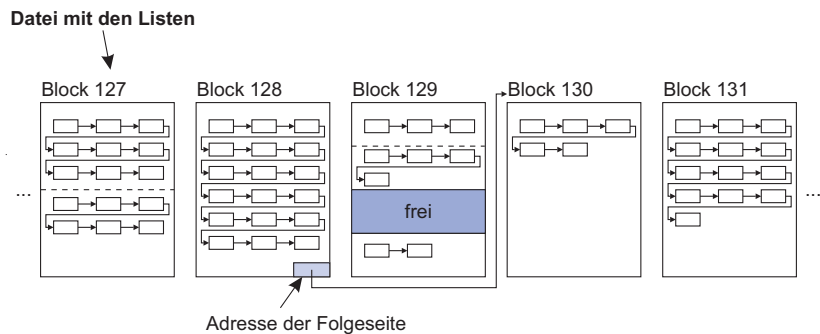 Datei mit den Listen
Block 127 Block 128 Block 129 Block 130 Block 131
... ...
frei
Adresse der Folgeseite